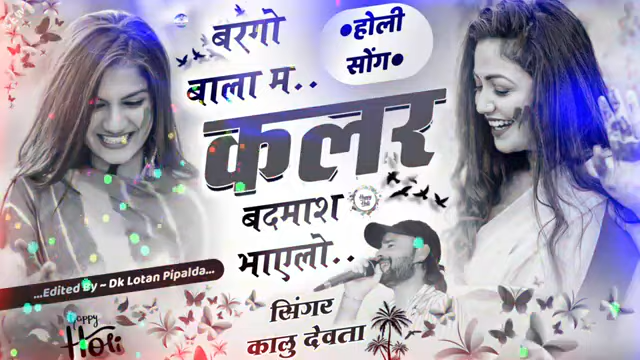 बरगो
बाला म..
•होली
सोंग•
कलर
बदमाश
भाएलो..
...Edited By ~ Dk Lotan Pipalda...
Happy
Holi
सिंगर
कालु देवता